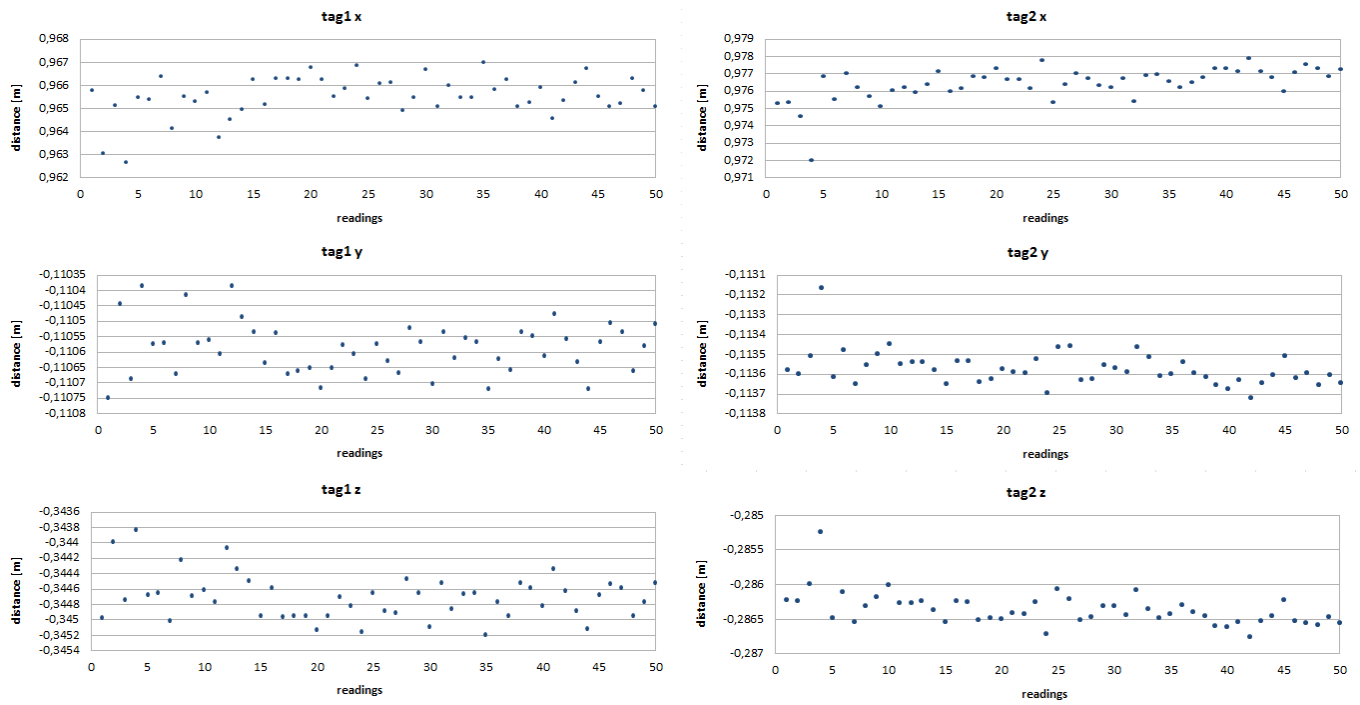 tag1 x
0,968
0,967
0,966
0,965
0,964
0,963
0,962
distance [m]
0 5 10 15 20 25 30 35 40 45 50
readings
tag2 x
0,979
0,978
0,977
0,976
0,975
0,974
0,973
0,972
0,971
distance [m]
0 5 10 15 20 25 30 35 40 45 50
readings
tag1 y
-0,11035
-0,1104
-0,11045
-0,1105
-0,11055
-0,1106
-0,11065
-0,1107
-0,11075
-0,1108
distance [m]
0 5 10 15 20 25 30 35 40 45 50
readings
tag2 y
-0,1131
-0,1132
-0,1133
-0,1134
-0,1135
-0,1136
-0,1137
-0,1138
distance [m]
0 5 10 15 20 25 30 35 40 45 50
readings
tag1 z
-0,3436
-0,3438
-0,344
-0,3442
-0,3444
-0,3446
-0,3448
-0,345
-0,3452
-0,3454
distance [m]
0 5 10 15 20 25 30 35 40 45 50
readings
tag2 z
-0,285
-0,2855
-0,286
-0,2865
-0,287
distance [m]
0 5 10 15 20 25 30 35 40 45 50
readings